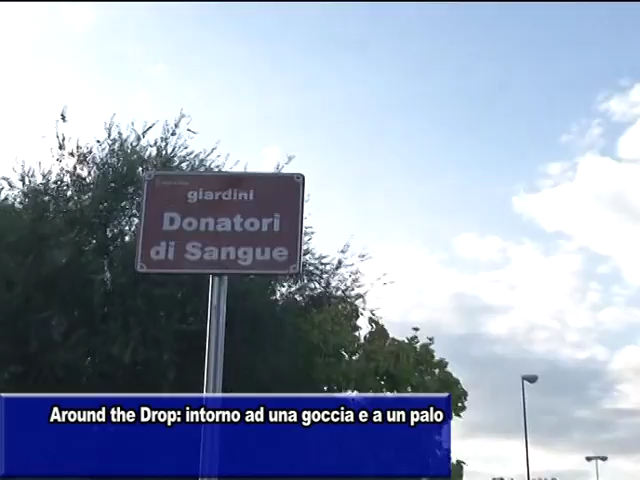 giardini
Donatori
di Sangue
Around the Drop: intorno ad una goccia e a un palo